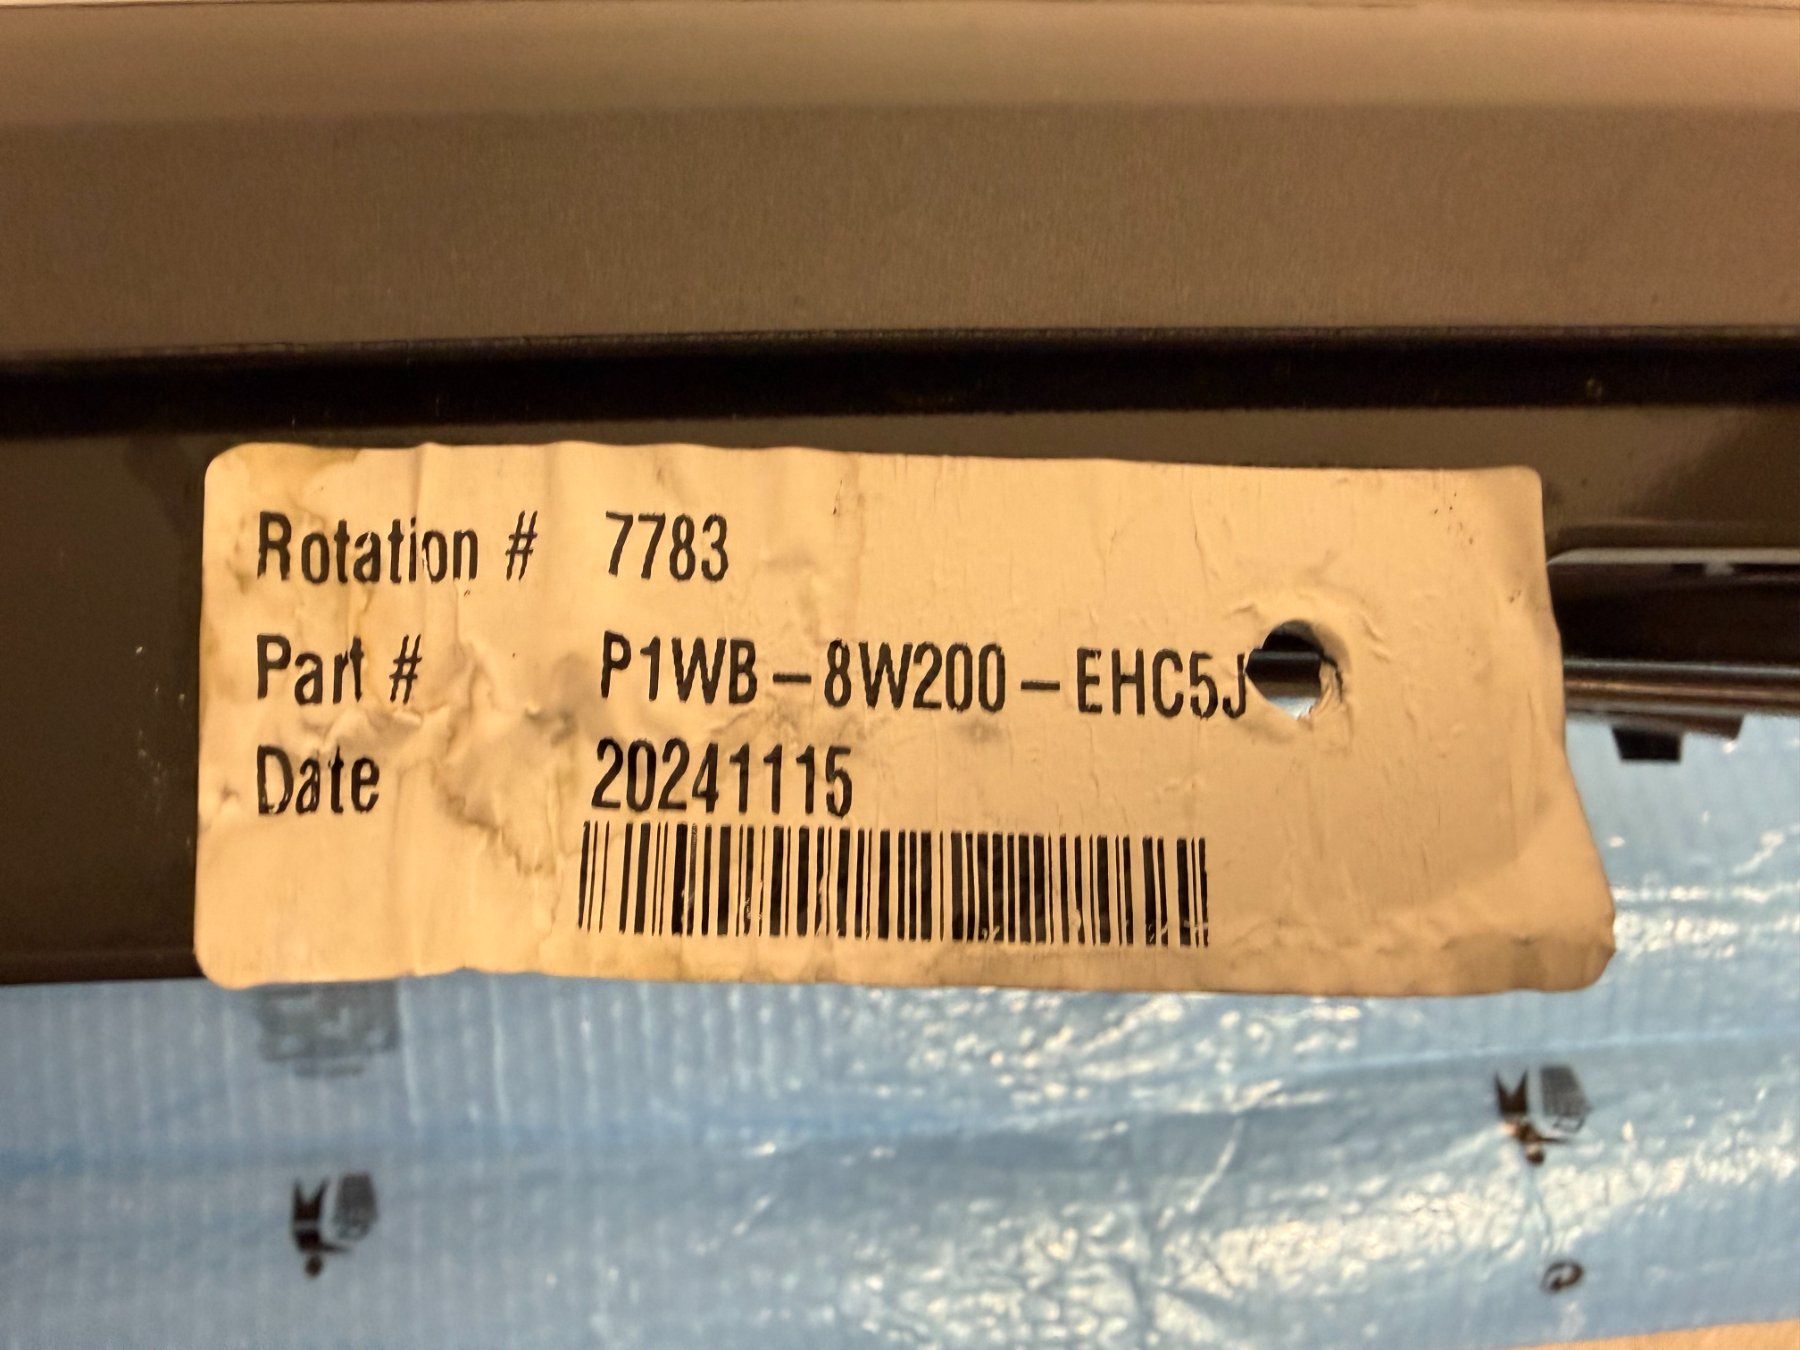 Rotation # 7783
Part # P1WB-8W200-EHC5J
Date 20241115